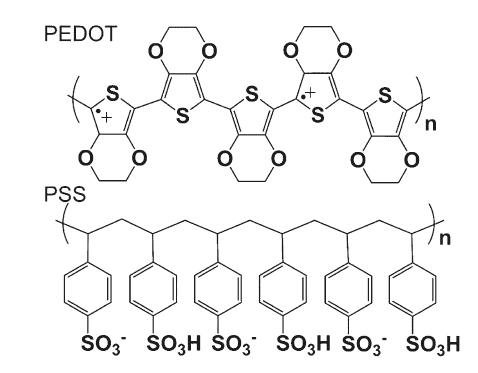 PEDOT
O O O O
S S S
•+ •+
S S n
O O O O O O
PSS
n
SO₃⁻ SO₃H SO₃⁻ SO₃H SO₃⁻ SO₃H